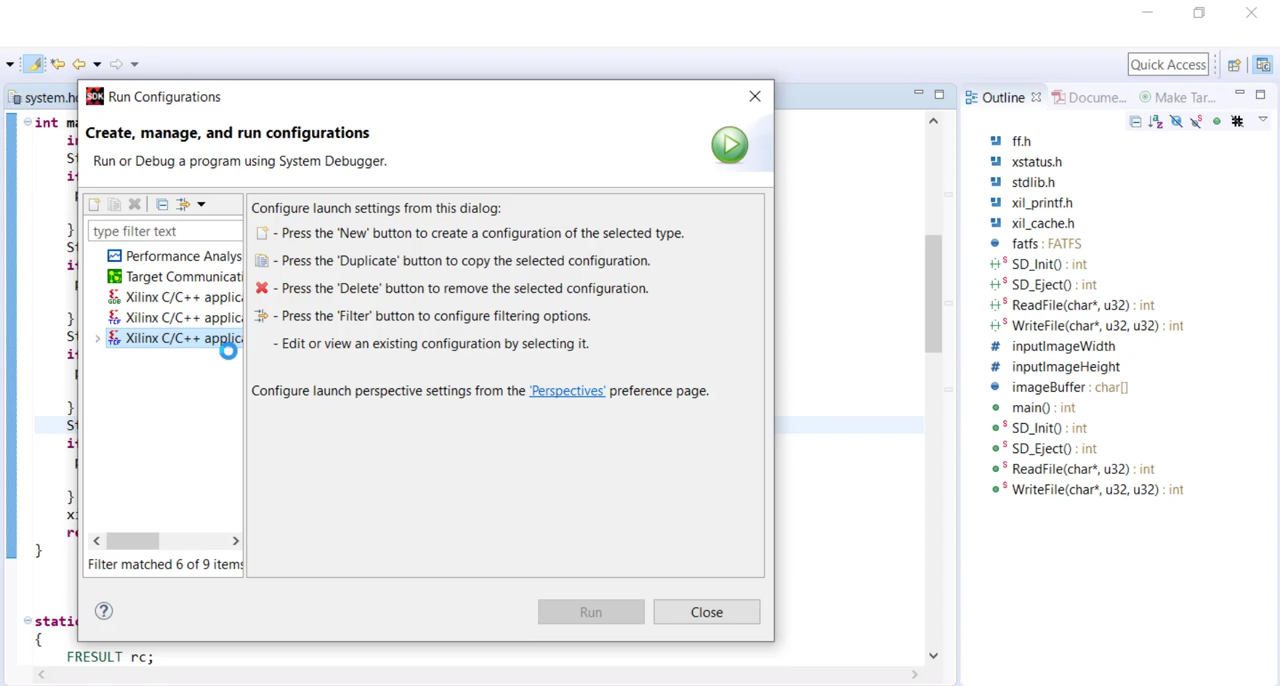 Quick Access
system.h
SDK Run Configurations
Outline
Docume...
Make Tar...
int m
Create, manage, and run configurations
Run or Debug a program using System Debugger.
ff.h
xstatus.h
stdlib.h
xil_printf.h
xil_cache.h
fatfs : FATFS
SD_Init() : int
SD_Eject() : int
ReadFile(char*, u32) : int
WriteFile(char*, u32, u32) : int
inputImageWidth
inputImageHeight
imageBuffer : char[]
main() : int
SD_Init() : int
SD_Eject() : int
ReadFile(char*, u32) : int
WriteFile(char*, u32, u32) : int
type filter text
Performance Analys
Target Communicati
Xilinx C/C++ applica
Xilinx C/C++ applica
Xilinx C/C++ applica
Filter matched 6 of 9 items
Configure launch settings from this dialog:
- Press the 'New' button to create a configuration of the selected type.
- Press the 'Duplicate' button to copy the selected configuration.
- Press the 'Delete' button to remove the selected configuration.
- Press the 'Filter' button to configure filtering options.
- Edit or view an existing configuration by selecting it.
Configure launch perspective settings from the 'Perspectives' preference page.
Run
Close
}
}
}
}
}
static
{
FRESULT rc;